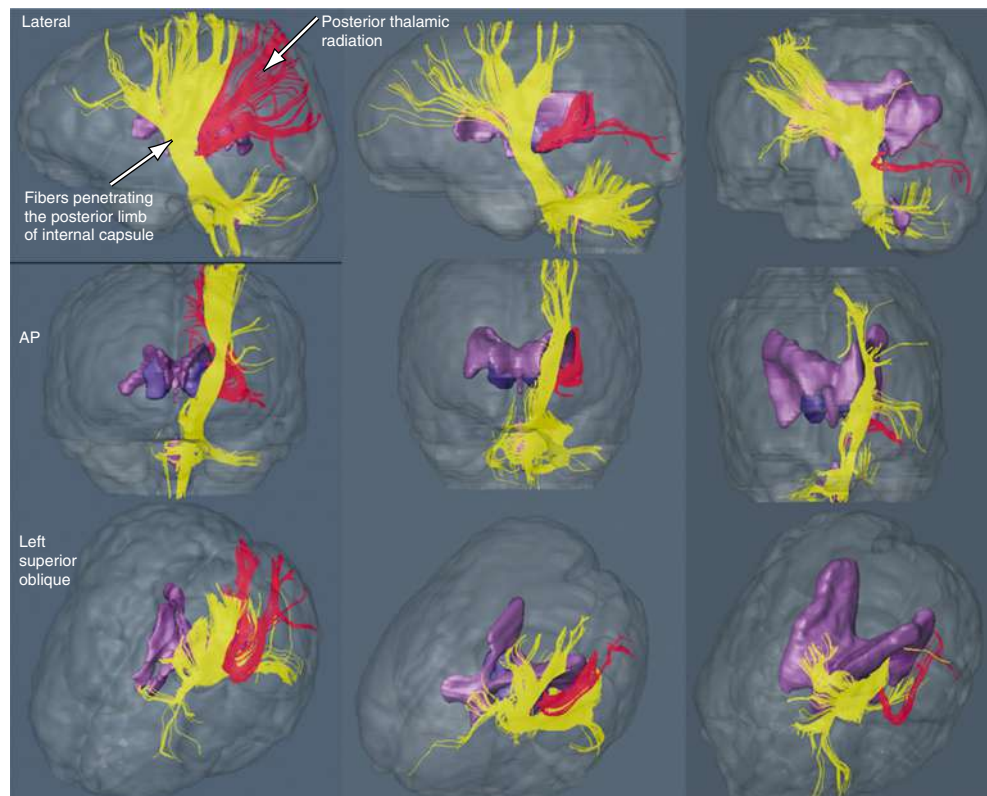 Lateral
Posterior thalamic
radiation
Fibers penetrating
the posterior limb
of internal capsule
AP
Left
superior
oblique